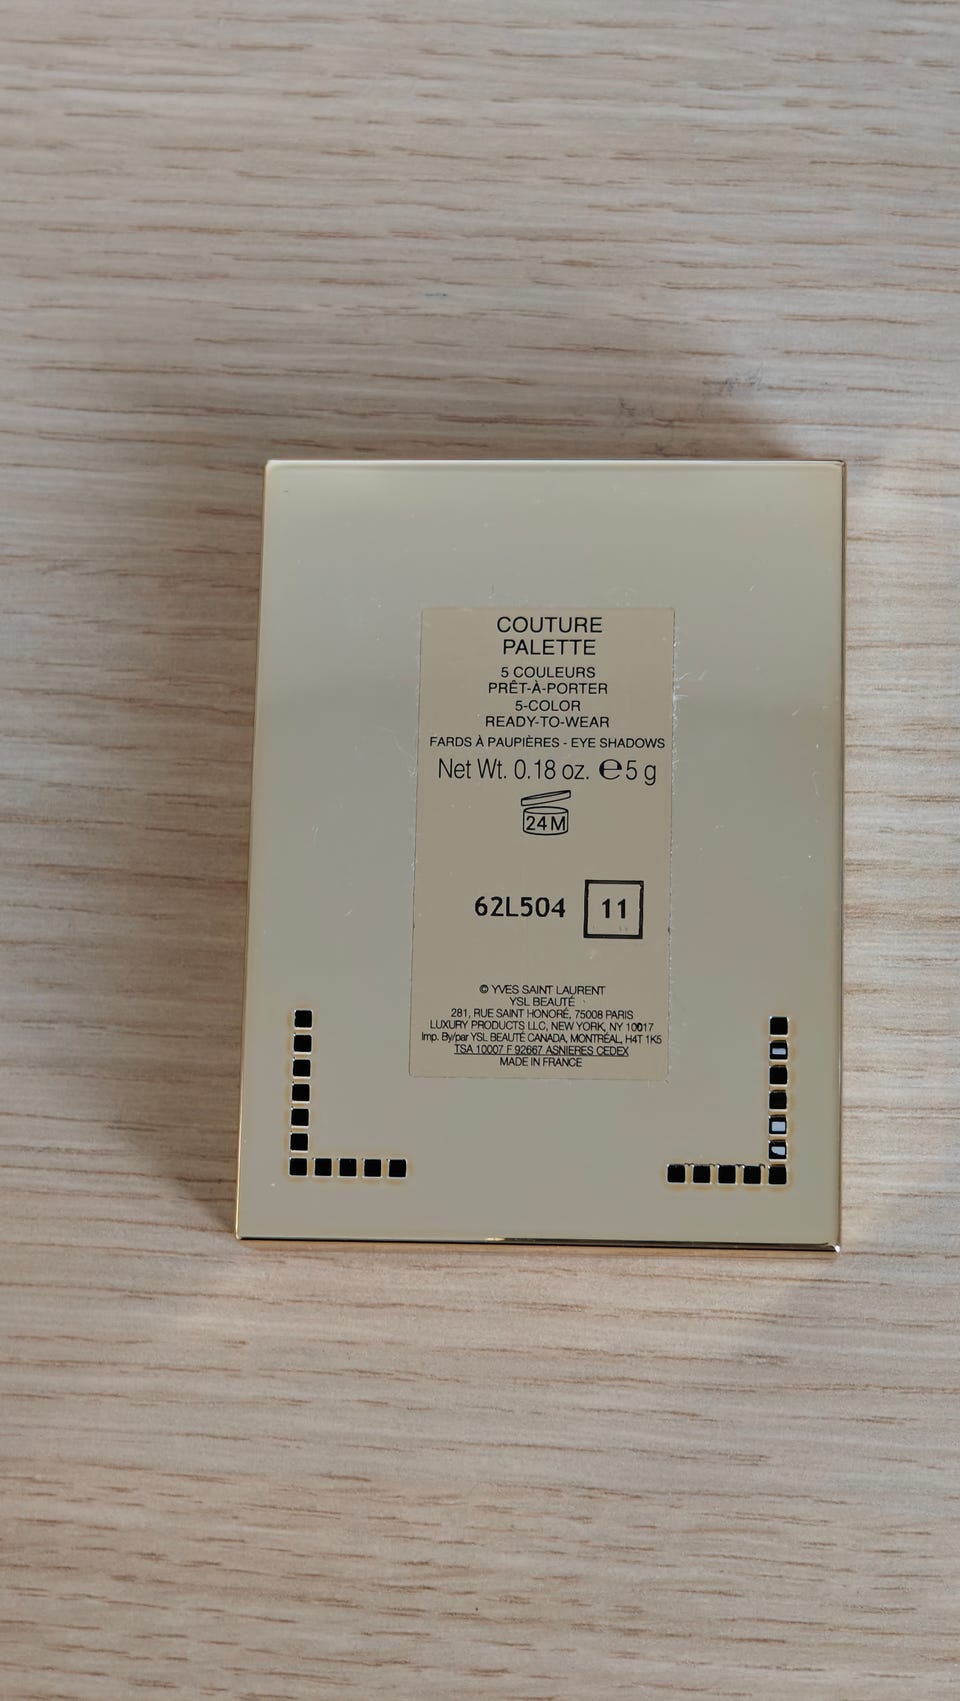 COUTURE
PALETTE
5 COULEURS
PRÊT-À-PORTER
5-COLOR
READY-TO-WEAR
FARDS À PAUPIÈRES - EYE SHADOWS
Net Wt. 0.18 oz. ℮ 5 g
24 M
62L504 11
© YVES SAINT LAURENT
YSL BEAUTÉ
281, RUE SAINT HONORÉ, 75008 PARIS
LUXURY PRODUCTS LLC, NEW YORK, NY 10017
Imp. By/par YSL BEAUTÉ CANADA, MONTRÉAL, H4T 1K5
TSA 10007 F 92667 ASNIERES CEDEX
MADE IN FRANCE